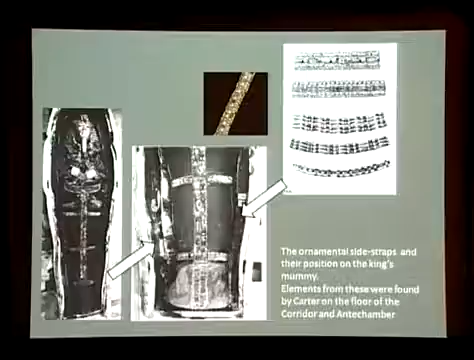 The ornamental side-straps and
their position on the king's
mummy.
Elements from these were found
by Carter on the floor of the
Corridor and Antechamber